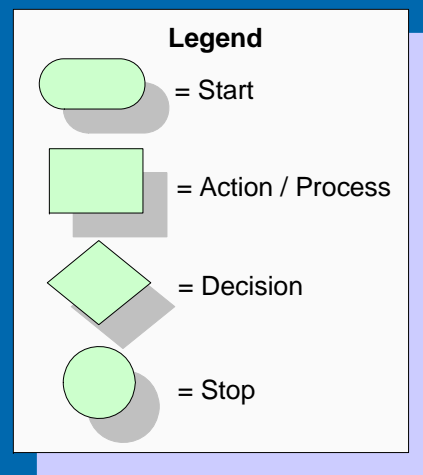 Legend
= Start
= Action / Process
= Decision
= Stop